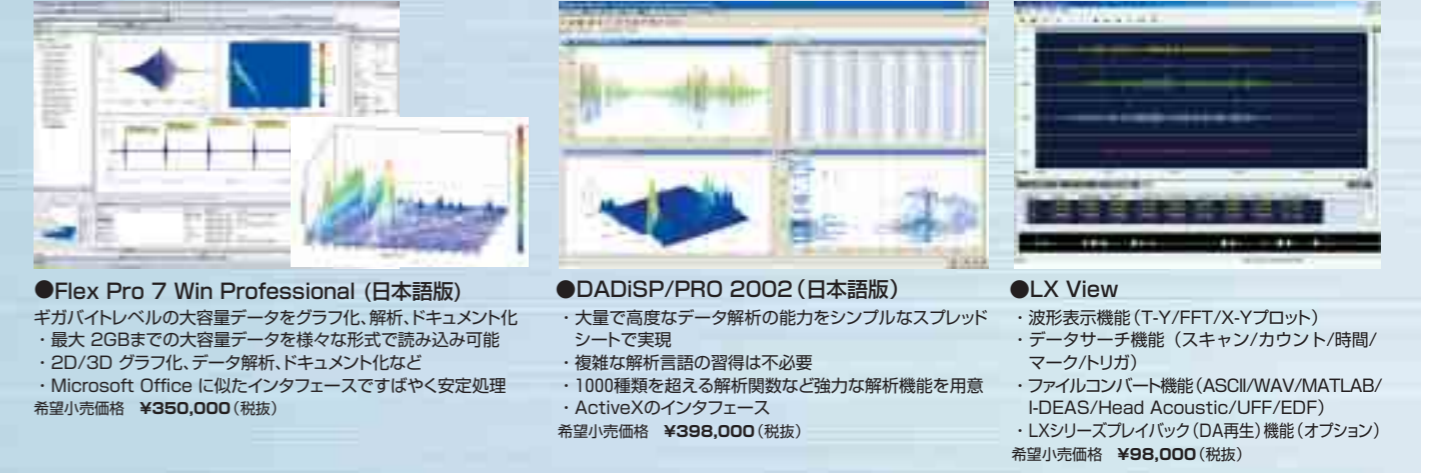 ●Flex Pro 7 Win Professional (日本語版)
ギガバイトレベルの大容量データをグラフ化、解析、ドキュメント化
・最大 2GBまでの大容量データを様々な形式で読み込み可能
・2D/3D グラフ化、データ解析、ドキュメント化など
・Microsoft Office に似たインタフェースですばやく安定処理
希望小売価格 ¥350,000(税抜)
●DADiSP/PRO 2002(日本語版)
・大量で高度なデータ解析の能力をシンプルなスプレッド
シートで実現
・複雑な解析言語の習得は不必要
・1000種類を超える解析関数など強力な解析機能を用意
・ActiveXのインタフェース
希望小売価格 ¥398,000(税抜)
●LX View
・波形表示機能(T-Y/FFT/X-Yプロット)
・データサーチ機能(スキャン/カウント/時間/
マーク/トリガ)
・ファイルコンバート機能(ASCII/WAV/MATLAB/
I-DEAS/Head Acoustic/UFF/EDF)
・LXシリーズプレイバック(DA再生)機能(オプション)
希望小売価格 ¥98,000(税抜)